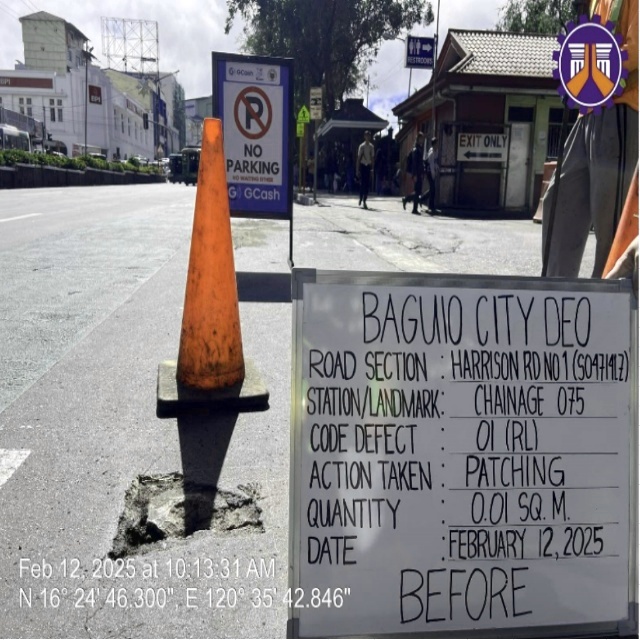 RESTROOMS
BPI
GCash
P
NO
PARKING
GCash
EXIT ONLY
BAGUIO CITY DEO
ROAD SECTION : HARRISON RD NO 1 (S04714LZ)
STATION/LANDMARK: CHAINAGE 075
CODE DEFECT : 01 (RL)
ACTION TAKEN : PATCHING
QUANTITY : 0.01 SQ. M.
DATE : FEBRUARY 12, 2025
BEFORE
Feb 12, 2025 at 10:13:31 AM
N 16° 24' 46.300", E 120° 35' 42.846"